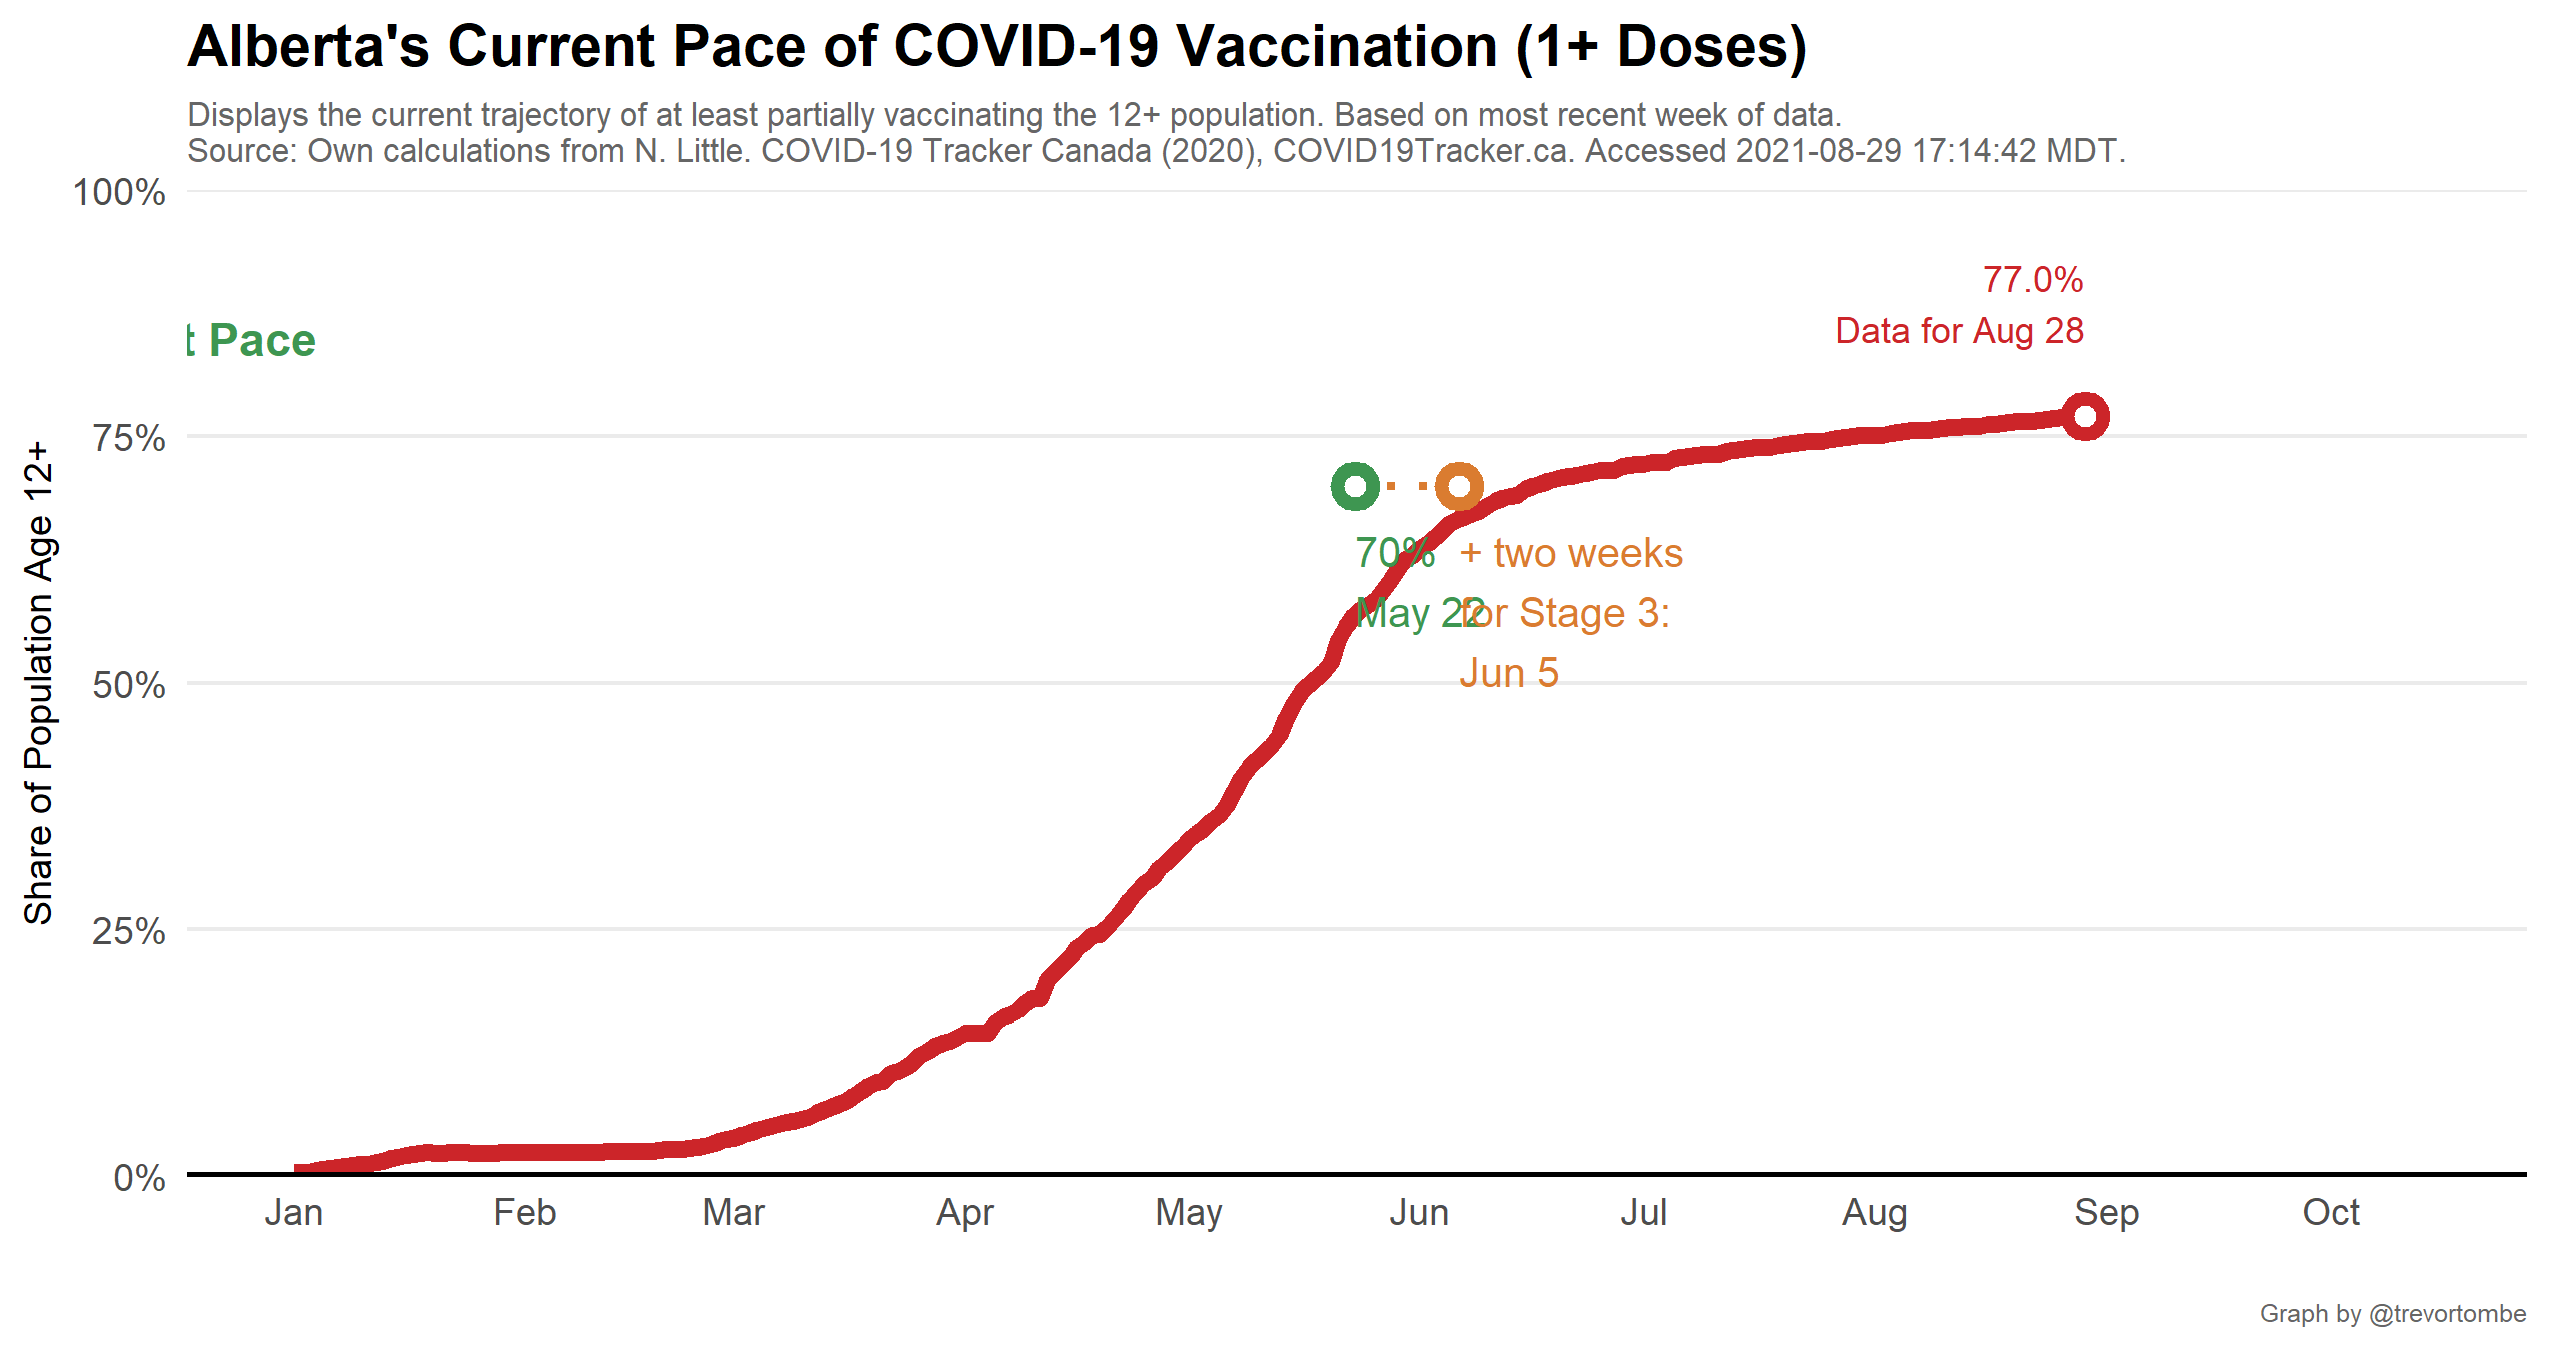 Alberta's Current Pace of COVID-19 Vaccination (1+ Doses)
Displays the current trajectory of at least partially vaccinating the 12+ population. Based on most recent week of data.
Source: Own calculations from N. Little. COVID-19 Tracker Canada (2020), COVID19Tracker.ca. Accessed 2021-08-29 17:14:42 MDT.
100%
77.0%
Data for Aug 28
t Pace
75%
Share of Population Age 12+
70%
May 22
+ two weeks
for Stage 3:
Jun 5
50%
25%
0%
Jan Feb Mar Apr May Jun Jul Aug Sep Oct
Graph by @trevortombe